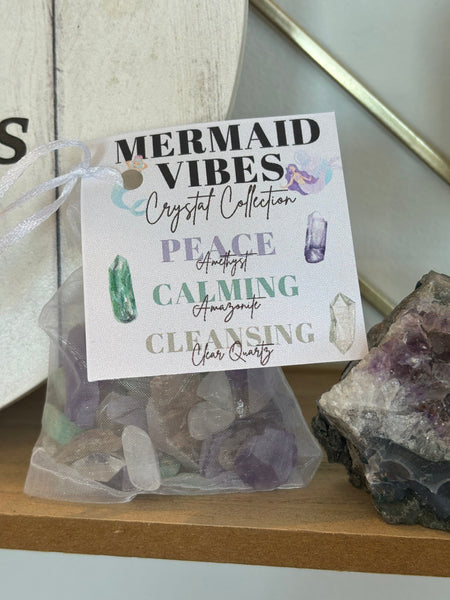 s
MERMAID
VIBES
Crystal Collection
PEACE
Amethyst
CALMING
Amazonite
CLEANSING
Clear Quartz